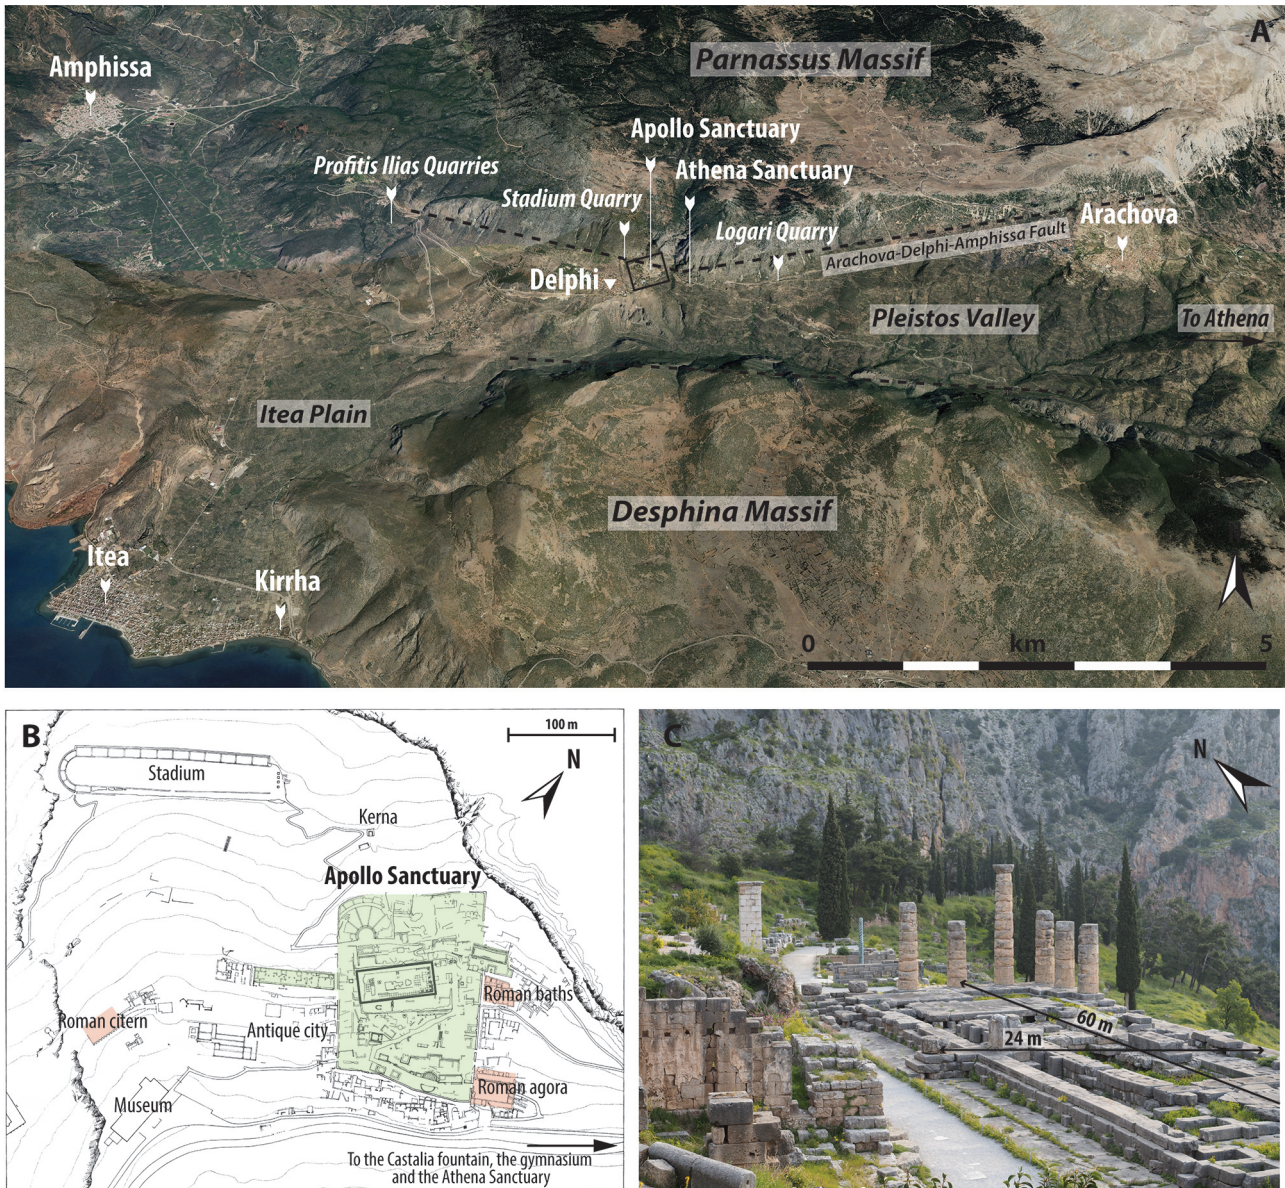 A
Parnassus Massif
Amphissa
Apollo Sanctuary
Profitis Ilias Quarries
Athena Sanctuary
Stadium Quarry
Arachova
Logari Quarry
Arachova-Delphi-Amphissa Fault
Delphi
Pleistos Valley
To Athena
Itea Plain
Desphina Massif
Itea
Kirrha
N
0 km 5
B
100 m
N
Stadium
Kerna
Apollo Sanctuary
Roman baths
Roman citern
Antique city
Roman agora
Museum
To the Castalia fountain, the gymnasium
and the Athena Sanctuary
C
N
60 m
24 m